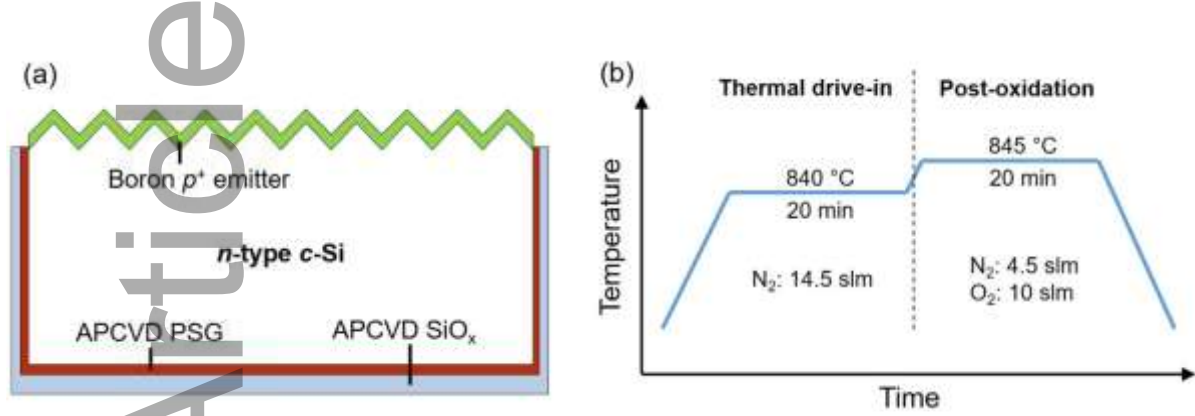 (a)
Boron p⁺ emitter
n-type c-Si
APCVD PSG
APCVD SiOₓ
Article
(b)
Thermal drive-in
Post-oxidation
840 °C
20 min
845 °C
20 min
N₂: 14.5 slm
N₂: 4.5 slm
O₂: 10 slm
Temperature
Time